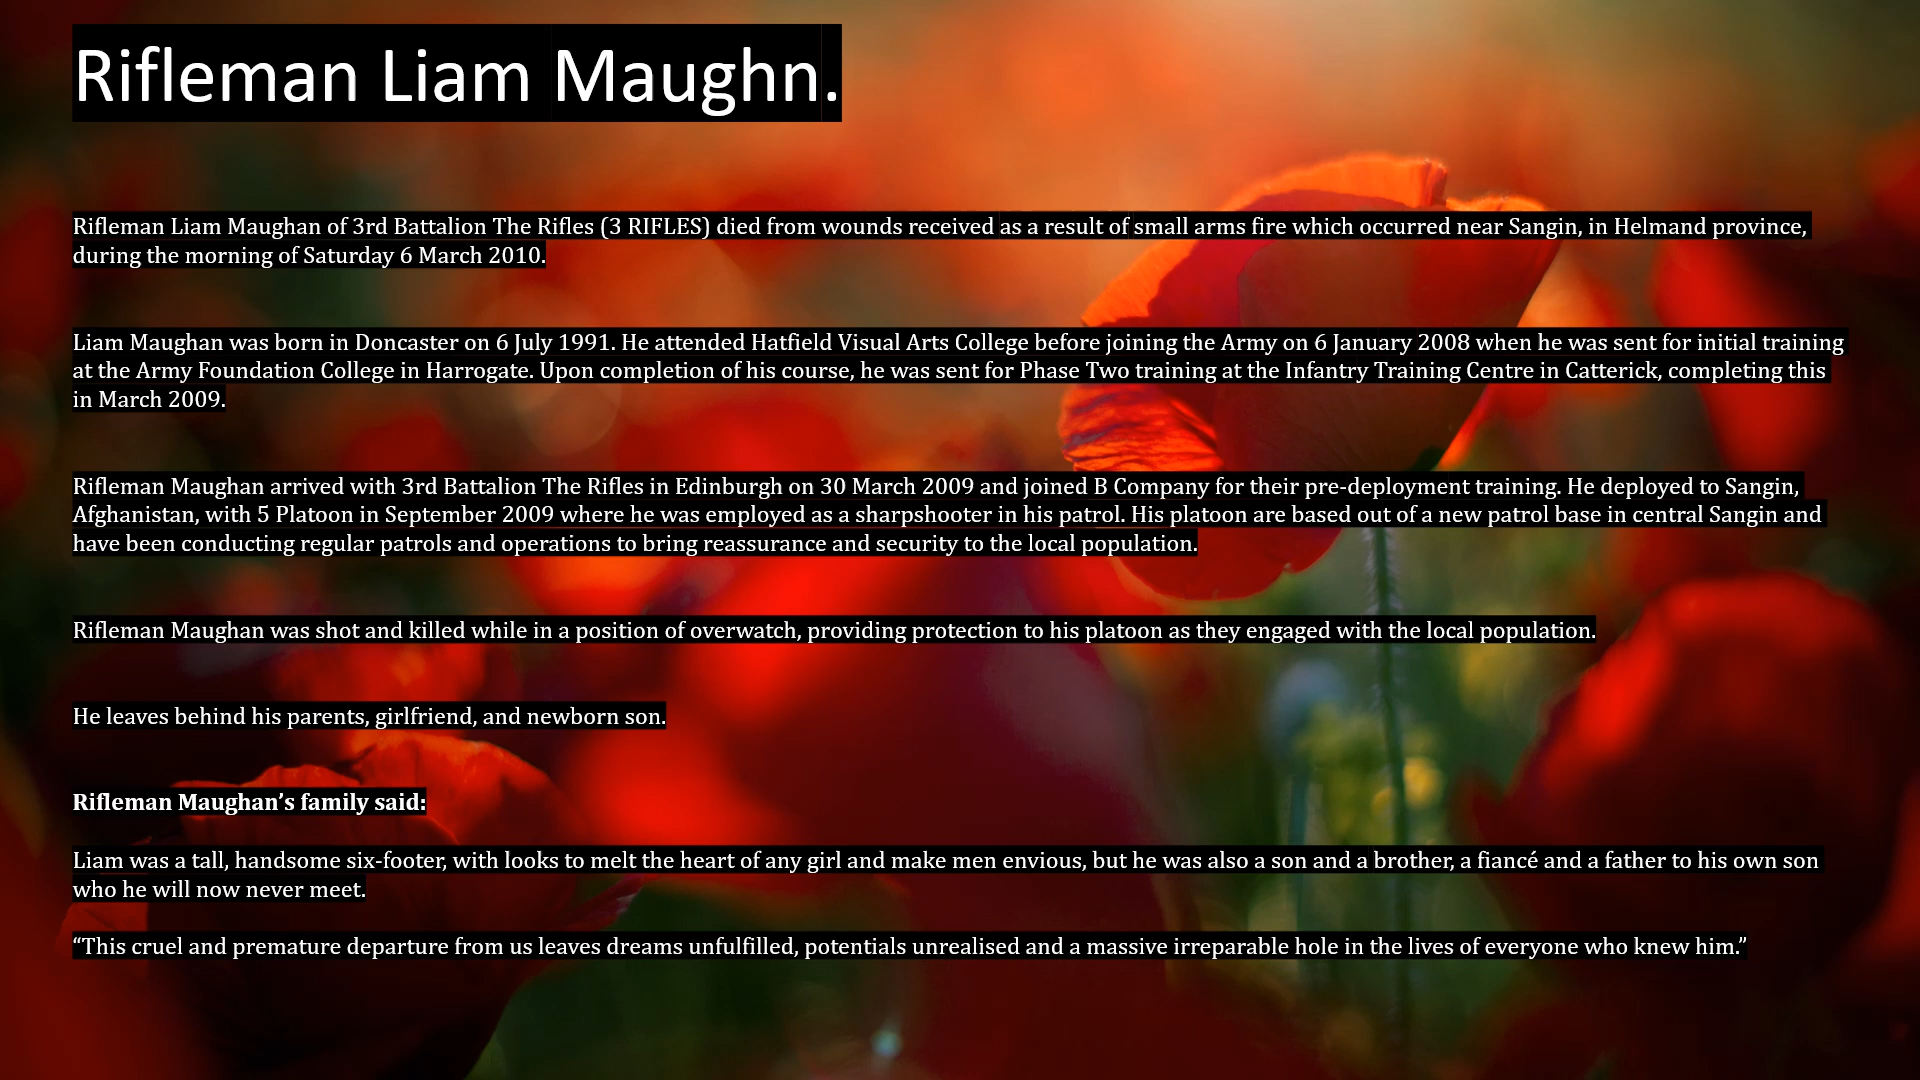 Rifleman Liam Maughn.
Rifleman Liam Maughan of 3rd Battalion The Rifles (3 RIFLES) died from wounds received as a result of small arms fire which occurred near Sangin, in Helmand province,
during the morning of Saturday 6 March 2010.
Liam Maughan was born in Doncaster on 6 July 1991. He attended Hatfield Visual Arts College before joining the Army on 6 January 2008 when he was sent for initial training
at the Army Foundation College in Harrogate. Upon completion of his course, he was sent for Phase Two training at the Infantry Training Centre in Catterick, completing this
in March 2009.
Rifleman Maughan arrived with 3rd Battalion The Rifles in Edinburgh on 30 March 2009 and joined B Company for their pre-deployment training. He deployed to Sangin,
Afghanistan, with 5 Platoon in September 2009 where he was employed as a sharpshooter in his patrol. His platoon are based out of a new patrol base in central Sangin and
have been conducting regular patrols and operations to bring reassurance and security to the local population.
Rifleman Maughan was shot and killed while in a position of overwatch, providing protection to his platoon as they engaged with the local population.
He leaves behind his parents, girlfriend, and newborn son.
Rifleman Maughan’s family said:
Liam was a tall, handsome six-footer, with looks to melt the heart of any girl and make men envious, but he was also a son and a brother, a fiancé and a father to his own son
who he will now never meet.
“This cruel and premature departure from us leaves dreams unfulfilled, potentials unrealised and a massive irreparable hole in the lives of everyone who knew him.”